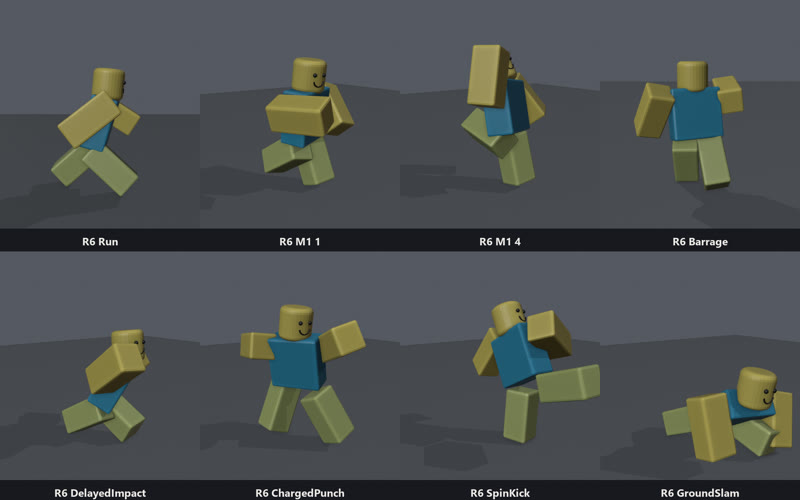 R6 Run
R6 M1 1
R6 M1 4
R6 Barrage
R6 DelayedImpact
R6 ChargedPunch
R6 SpinKick
R6 GroundSlam